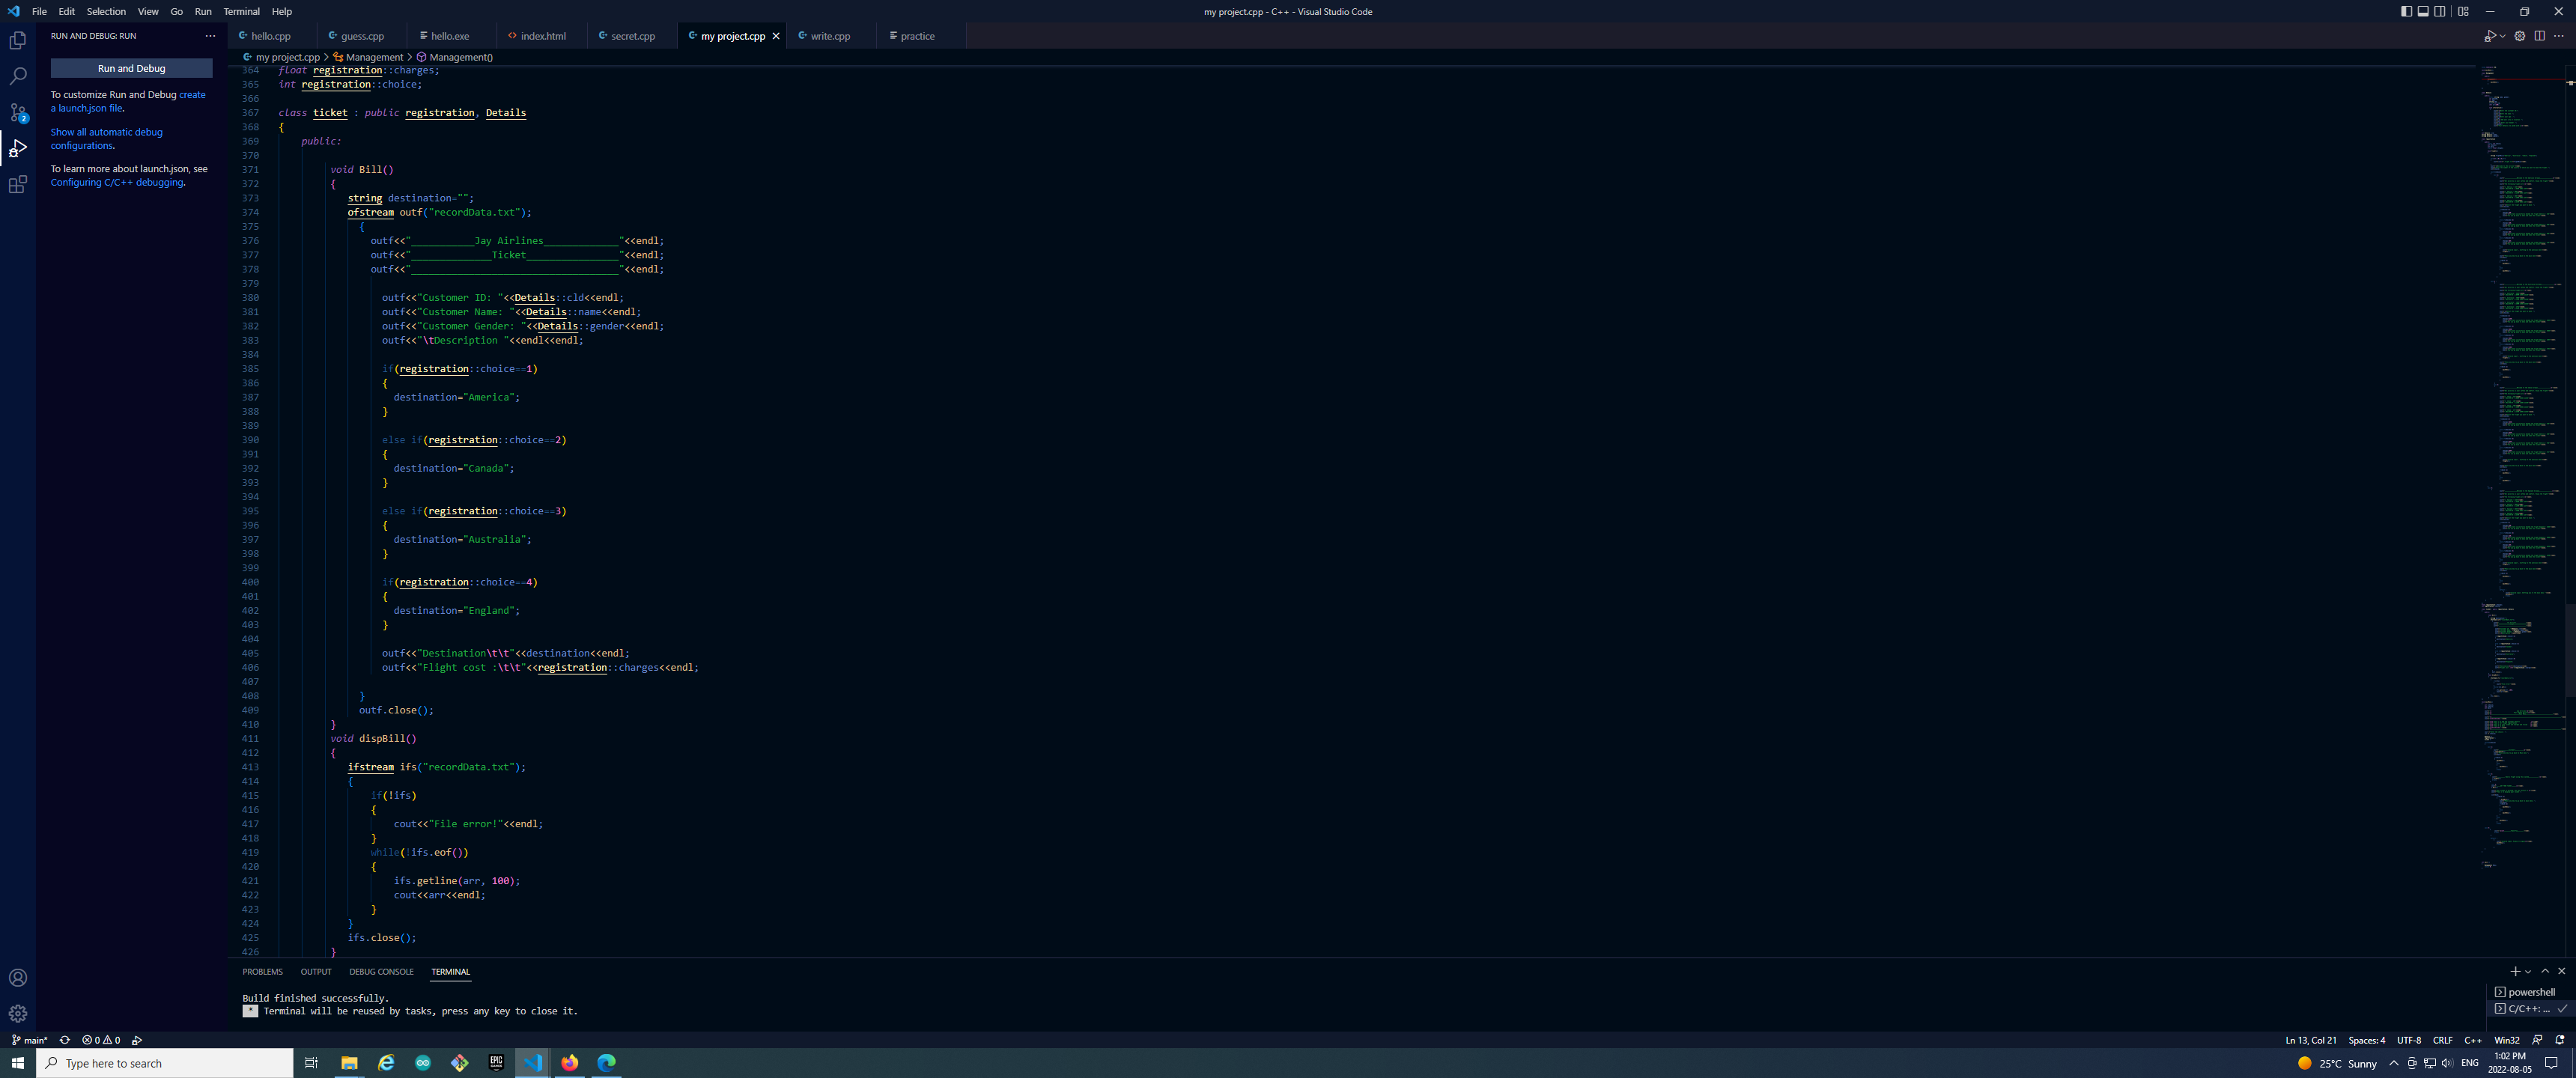 File Edit Selection View Go Run Terminal Help
my project.cpp - C++ - Visual Studio Code
RUN AND DEBUG: RUN
Run and Debug
To customize Run and Debug create
a launch.json file.
Show all automatic debug
configurations.
To learn more about launch.json, see
Configuring C/C++ debugging.
hello.cpp guess.cpp hello.exe index.html secret.cpp my project.cpp write.cpp practice
my project.cpp > Management > Management()
364 float registration::charges;
365 int registration::choice;
366
367 class ticket : public registration, Details
368 {
369 public:
370
371 void Bill()
372 {
373 string destination="";
374 ofstream outf("recordData.txt");
375 {
376 outf<<"___________Jay Airlines_____________"<<endl;
377 outf<<"______________Ticket________________"<<endl;
378 outf<<"____________________________________"<<endl;
379
380 outf<<"Customer ID: "<<Details::cId<<endl;
381 outf<<"Customer Name: "<<Details::name<<endl;
382 outf<<"Customer Gender: "<<Details::gender<<endl;
383 outf<<"\tDescription "<<endl<<endl;
384
385 if(registration::choice==1)
386 {
387 destination="America";
388 }
389
390 else if(registration::choice==2)
391 {
392 destination="Canada";
393 }
394
395 else if(registration::choice==3)
396 {
397 destination="Australia";
398 }
399
400 if(registration::choice==4)
401 {
402 destination="England";
403 }
404
405 outf<<"Destination\t\t"<<destination<<endl;
406 outf<<"Flight cost :\t\t"<<registration::charges<<endl;
407
408 }
409 outf.close();
410 }
411 void dispBill()
412 {
413 ifstream ifs("recordData.txt");
414 {
415 if(!ifs)
416 {
417 cout<<"File error!"<<endl;
418 }
419 while(!ifs.eof())
420 {
421 ifs.getline(arr, 100);
422 cout<<arr<<endl;
423 }
424 }
425 ifs.close();
426 }
PROBLEMS OUTPUT DEBUG CONSOLE TERMINAL
Build finished successfully.
* Terminal will be reused by tasks, press any key to close it.
powershell
C/C++: ...
2
main* 0 0
Ln 13, Col 21 Spaces: 4 UTF-8 CRLF C++ Win32
Type here to search
EPIC GAMES
25°C Sunny
ENG
1:02 PM
2022-08-05